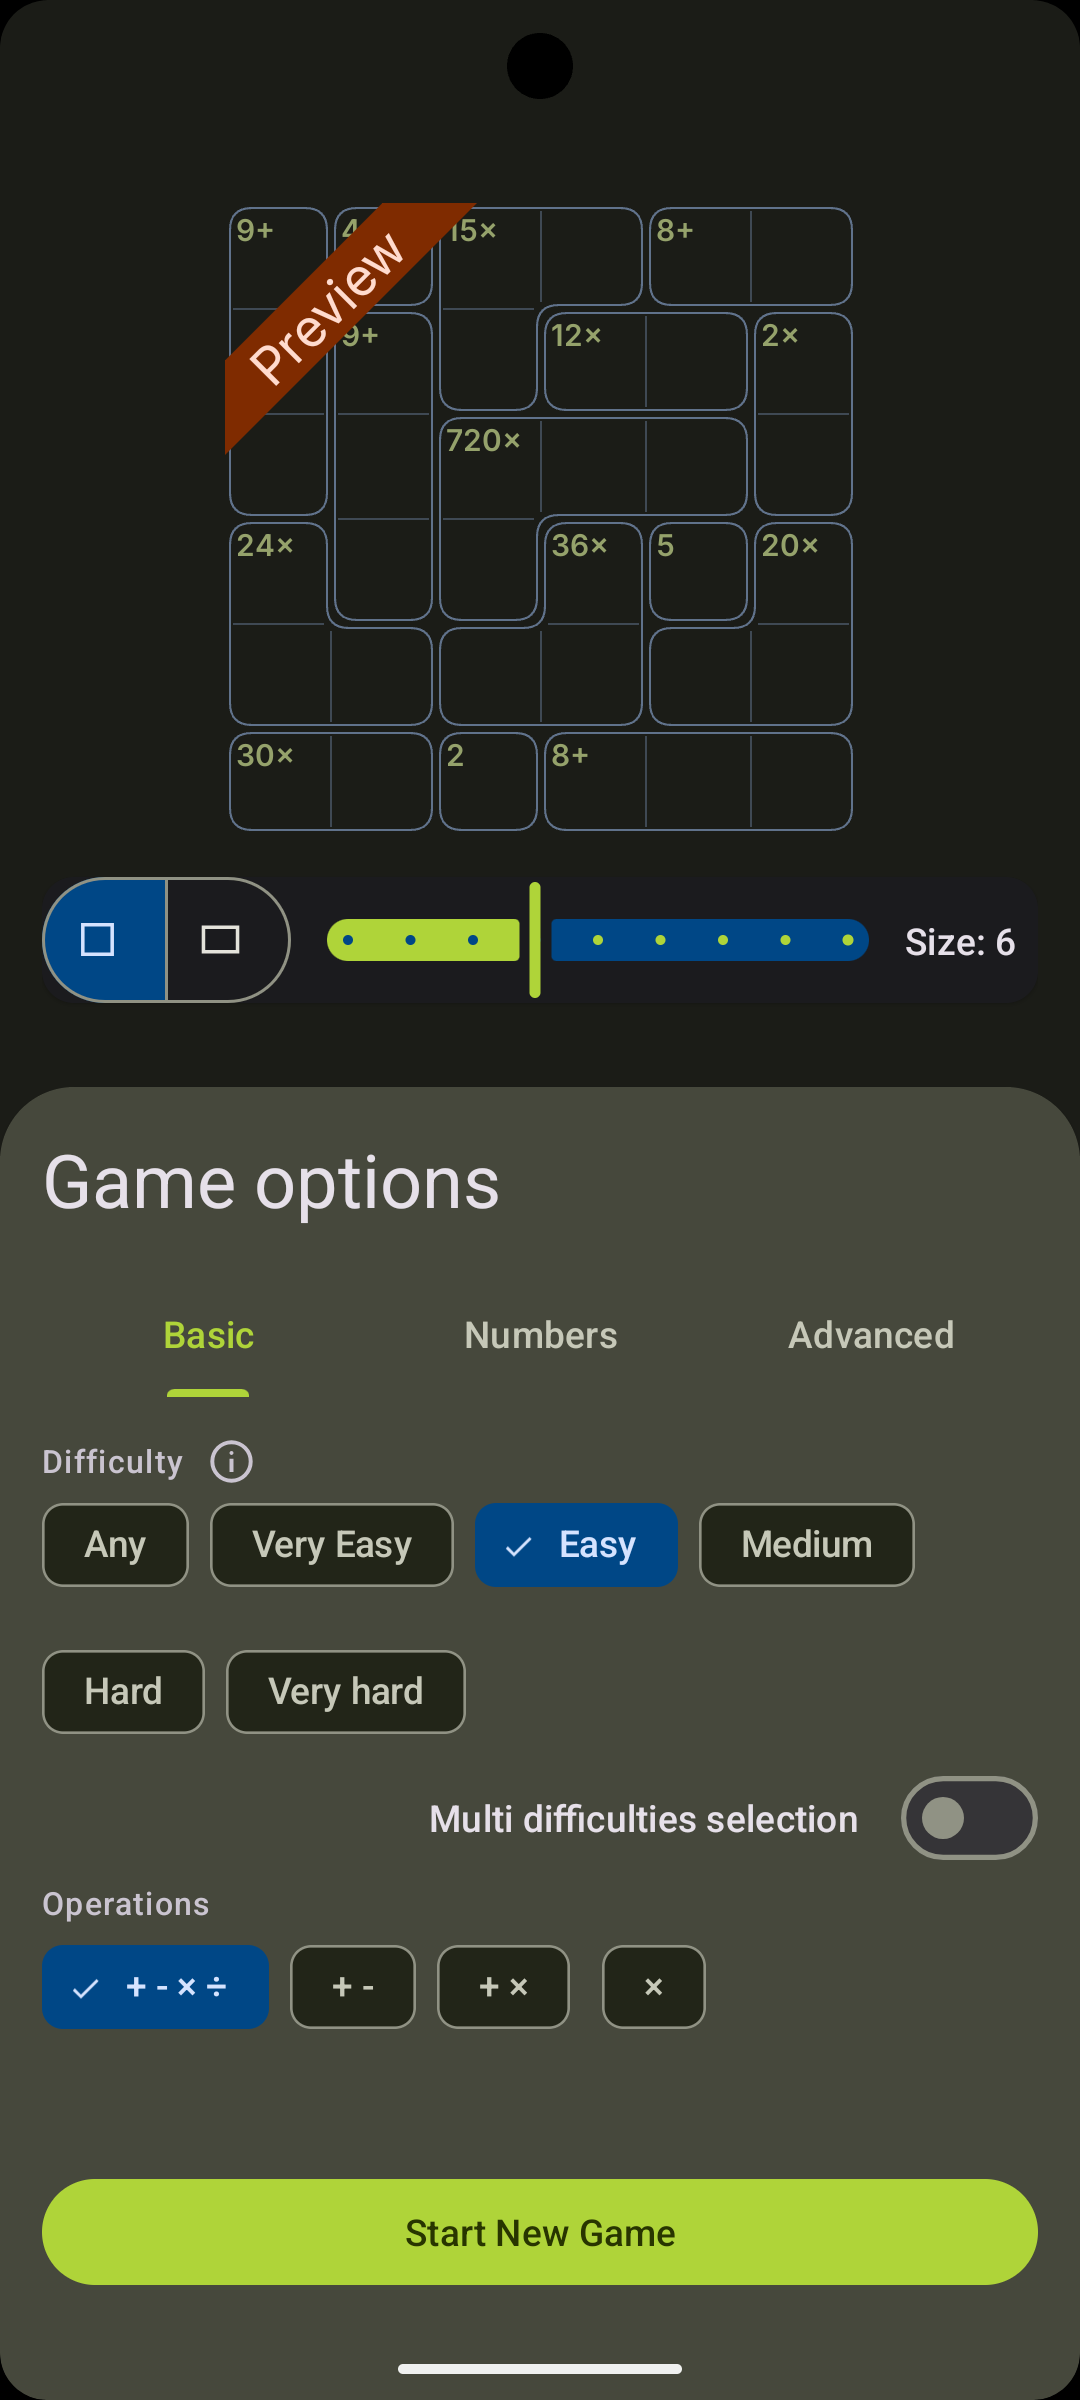 9+ 4 15× 8+
Preview
9+ 12× 2×
720×
24× 36× 5 20×
30× 2 8+
Size: 6
Game options
Basic Numbers Advanced
Difficulty
Any Very Easy Easy Medium
Hard Very hard
Multi difficulties selection
Operations
+ - × ÷ + - + × ×
Start New Game